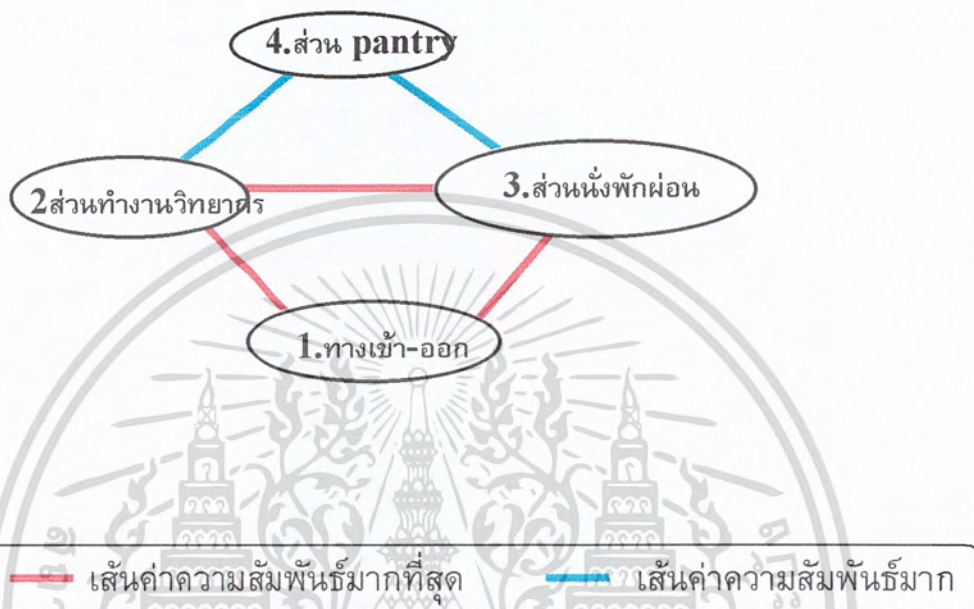 4.ส่วน pantry
2ส่วนทำงานวิทยากร
3.ส่วนนั่งพักผ่อน
1.ทางเข้า-ออก
เส้นค่าความสัมพันธ์มากที่สุด
เส้นค่าความสัมพันธ์มาก